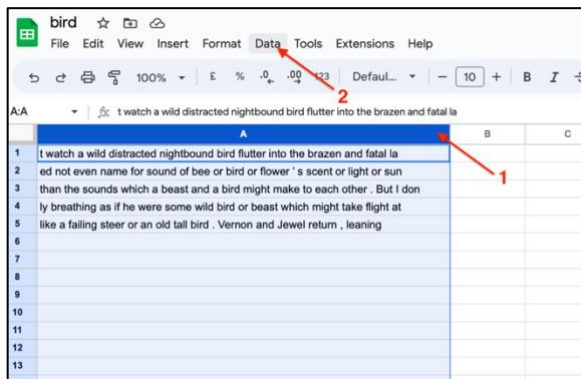 bird
File Edit View Insert Format Data Tools Extensions Help
100% £ % .0 .00 123 Defaul... − 10 + B I
2
A:A fx t watch a wild distracted nightbound bird flutter into the brazen and fatal la
A B C
1
1 t watch a wild distracted nightbound bird flutter into the brazen and fatal la
2 ed not even name for sound of bee or bird or flower ' s scent or light or sun
3 than the sounds which a beast and a bird might make to each other . But I don
4 ly breathing as if he were some wild bird or beast which might take flight at
5 like a failing steer or an old tall bird . Vernon and Jewel return , leaning
6
7
8
9
10
11
12
13